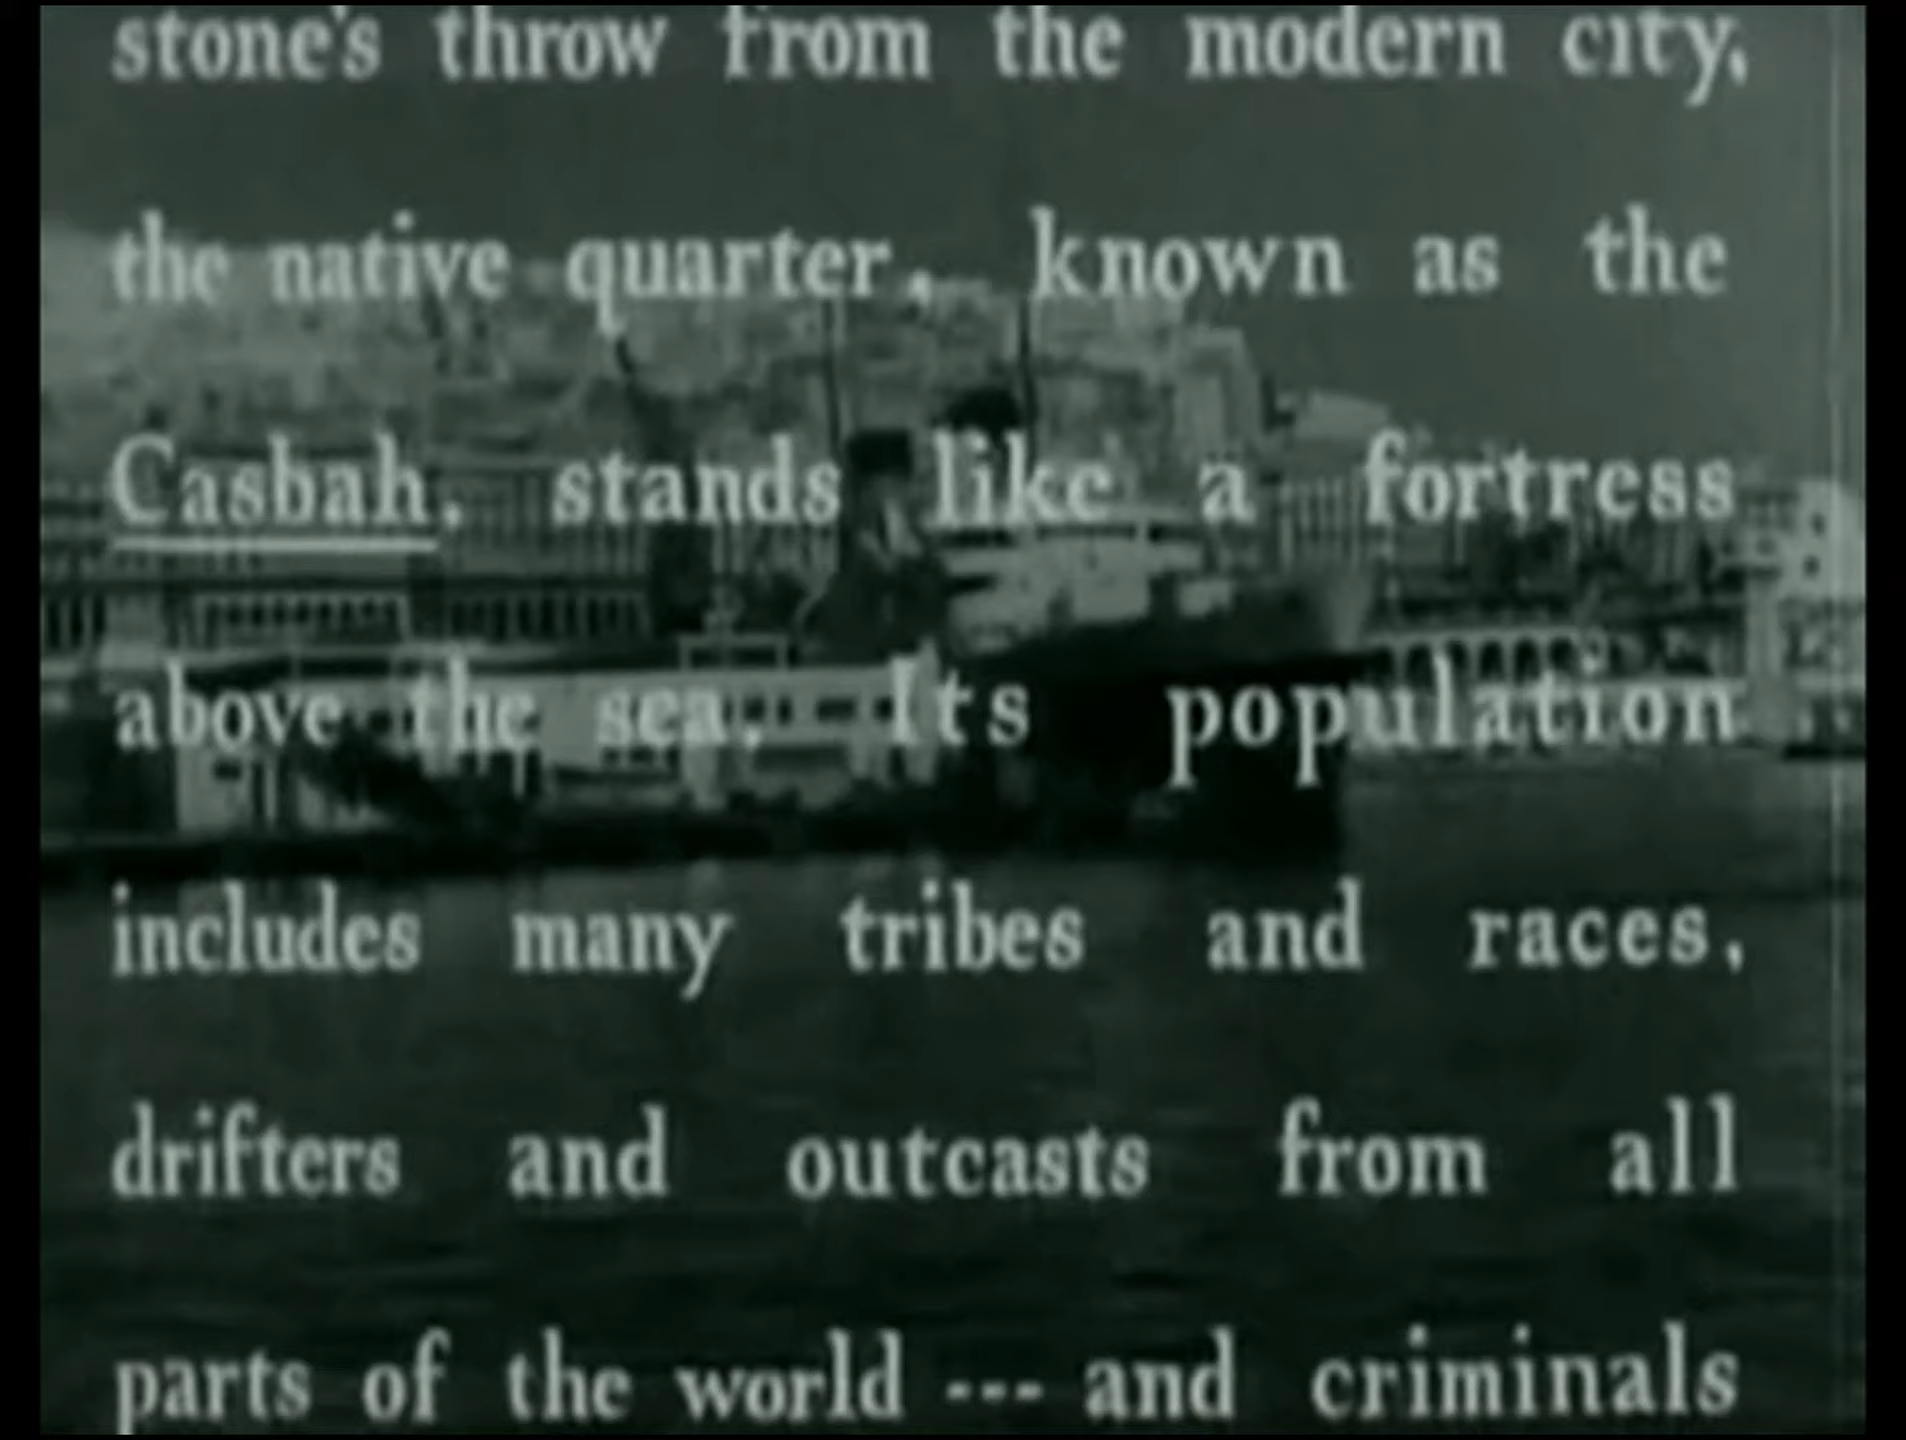 stone's throw from the modern city,
the native quarter, known as the
Casbah, stands like a fortress
above the sea. Its population
includes many tribes and races,
drifters and outcasts from all
parts of the world --- and criminals